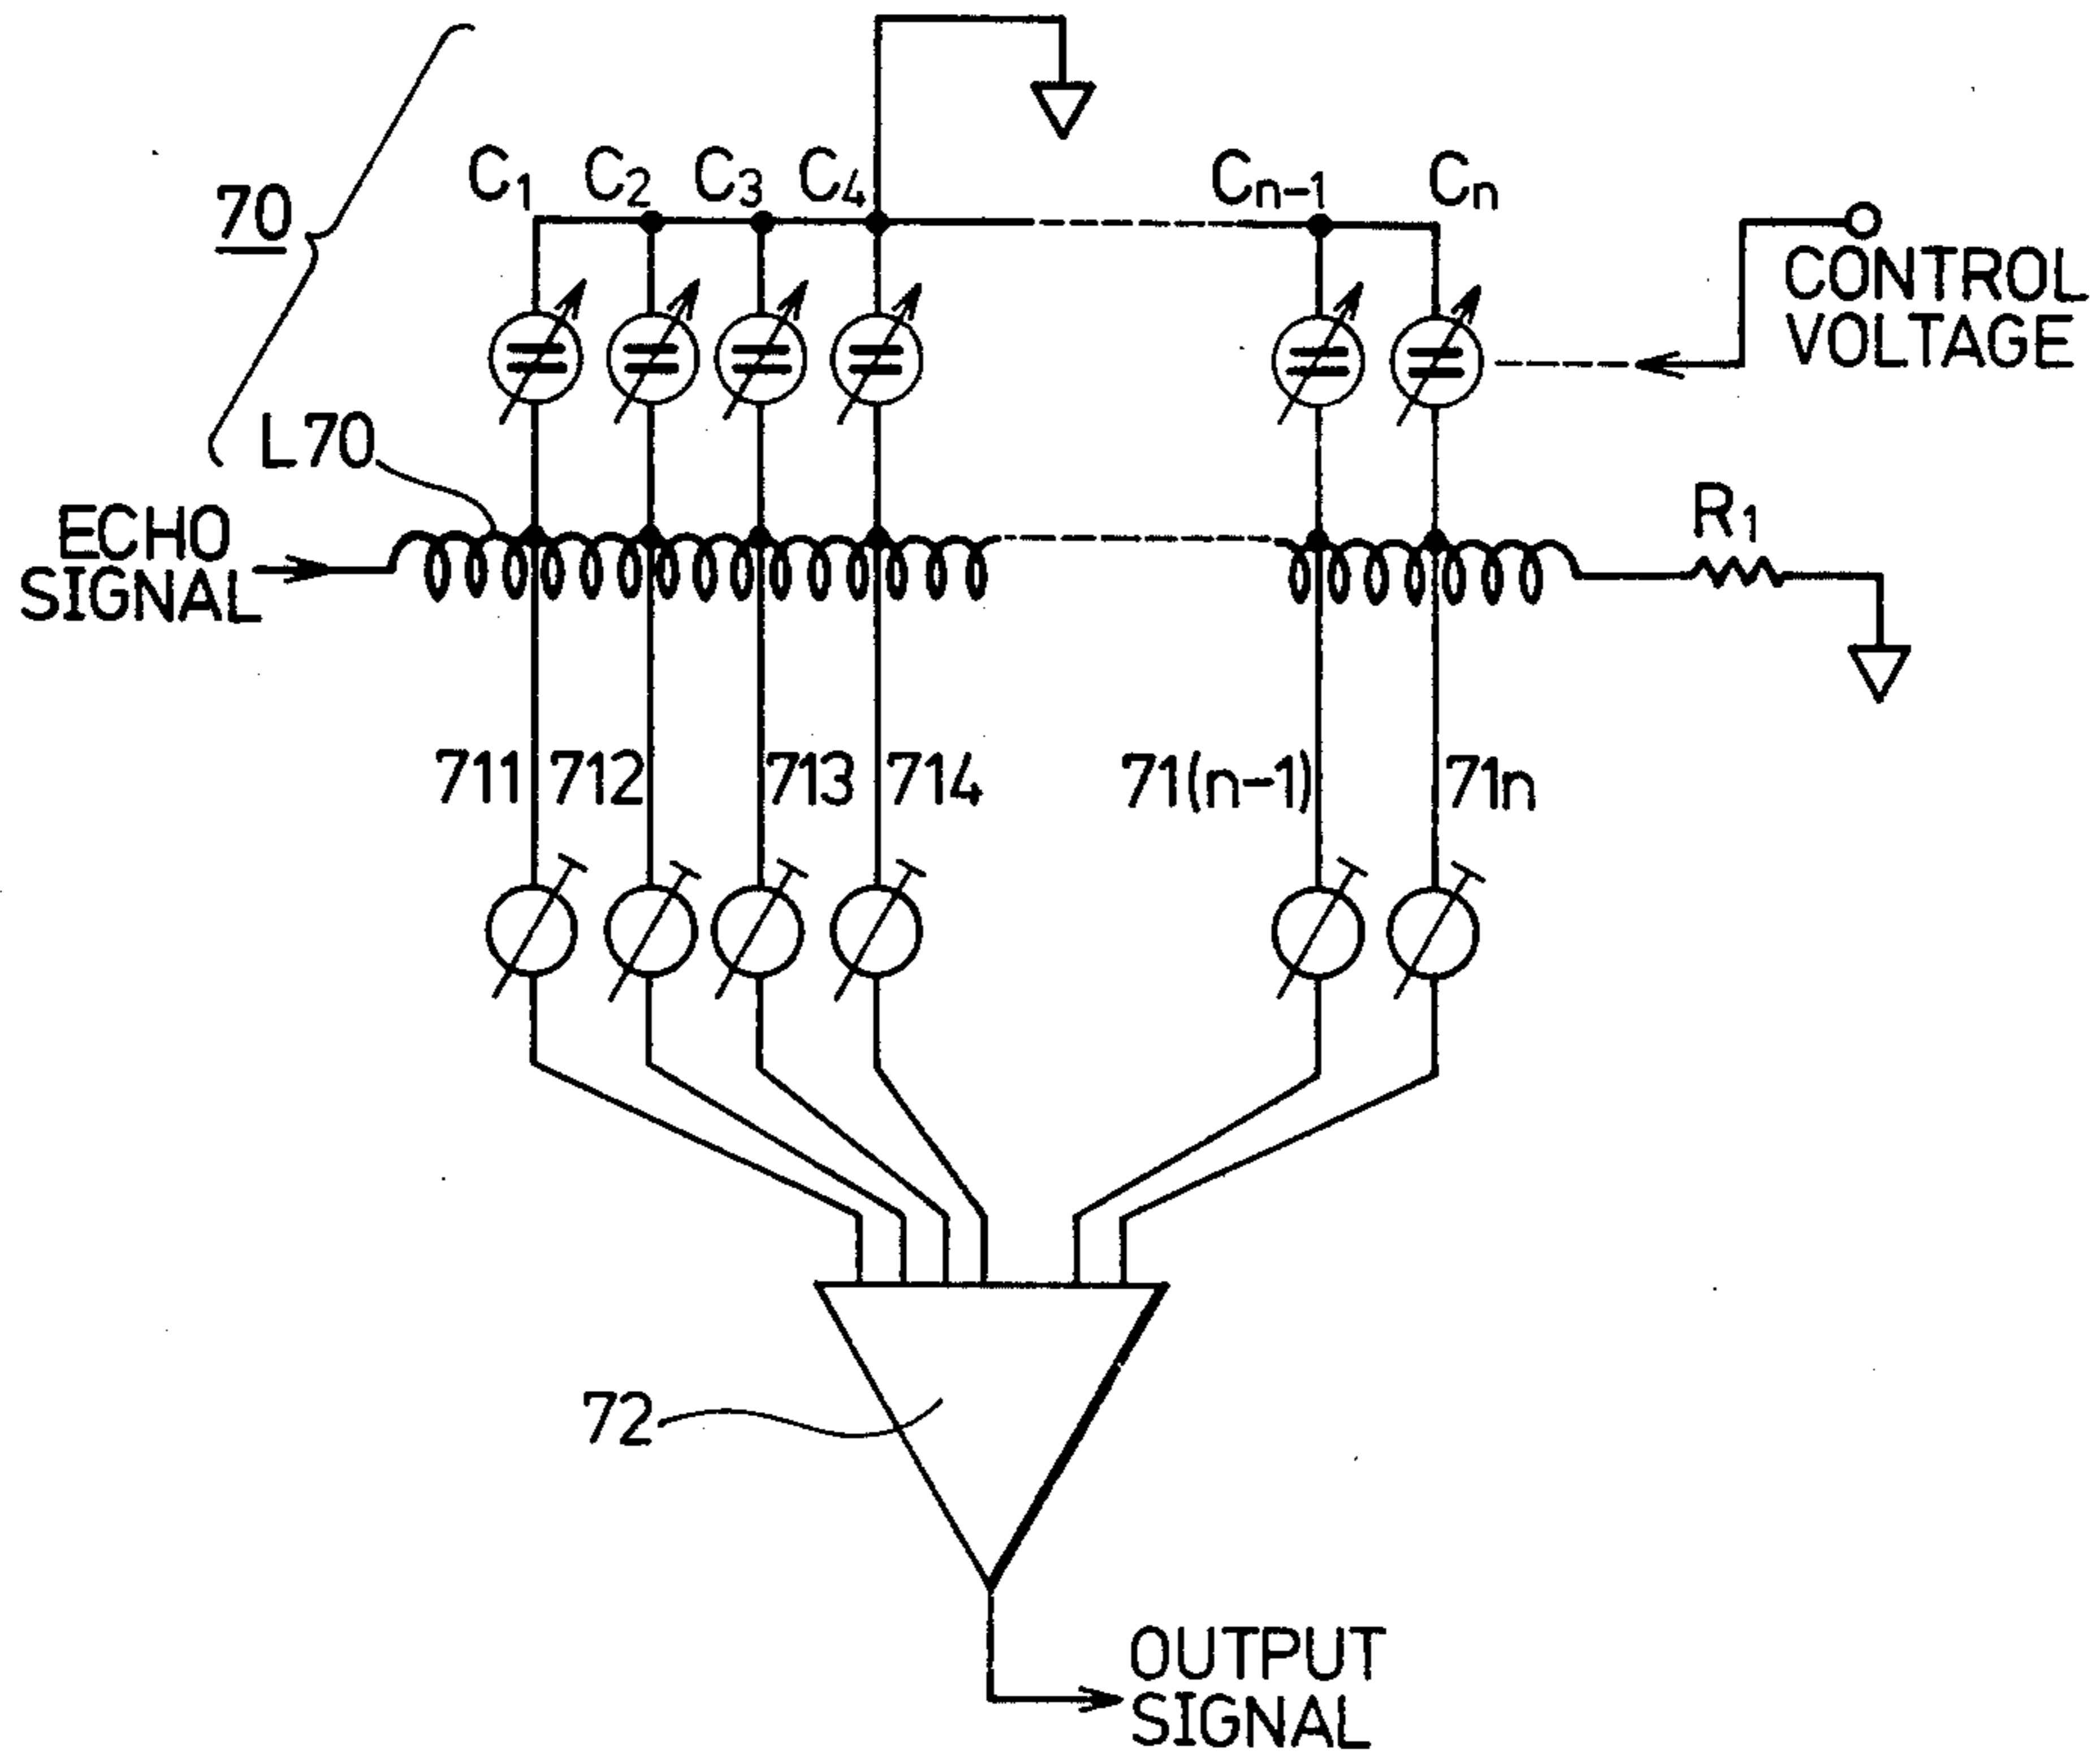 70
C1 C2 C3 C4 Cn-1 Cn
CONTROL
VOLTAGE
L70
ECHO
SIGNAL
R1
711 712 713 714 71(n-1) 71n
72
OUTPUT
SIGNAL